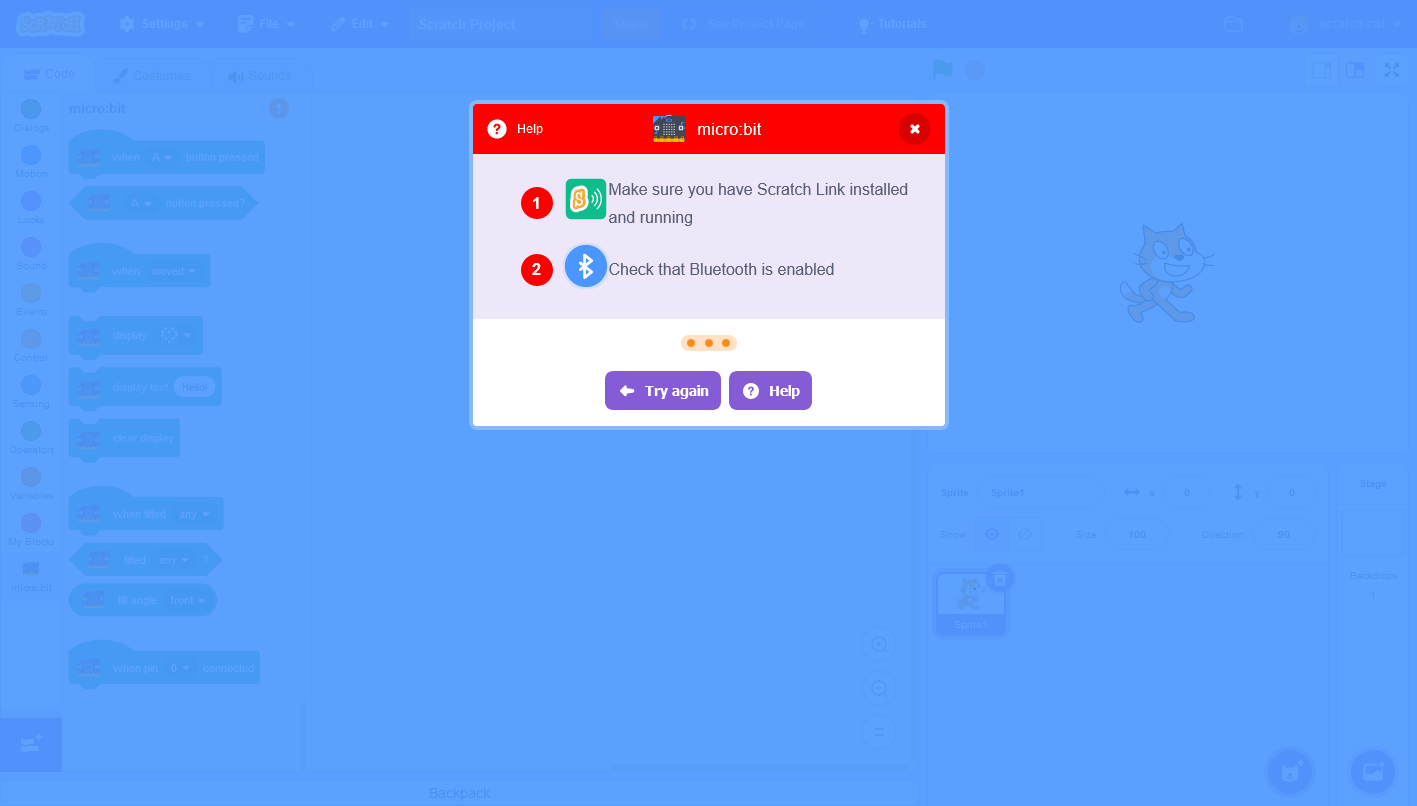 SCRATCH
Settings
File
Edit
Scratch Project
Share
See Project Page
Tutorials
scratch-cat
Code
Costumes
Sounds
Dialogs
Motion
Looks
Sound
Events
Control
Sensing
Operators
Variables
My Blocks
micro:bit
micro:bit
when A button pressed
A button pressed?
when moved
display
display text Hello!
clear display
when tilted any
tilted any ?
tilt angle front
when pin 0 connected
Help
micro:bit
1 Make sure you have Scratch Link installed
and running
2 Check that Bluetooth is enabled
Try again
Help
Sprite Sprite1 x 0 y 0
Show Size 100 Direction 90
Sprite1
Stage
Backdrops
1
Backpack